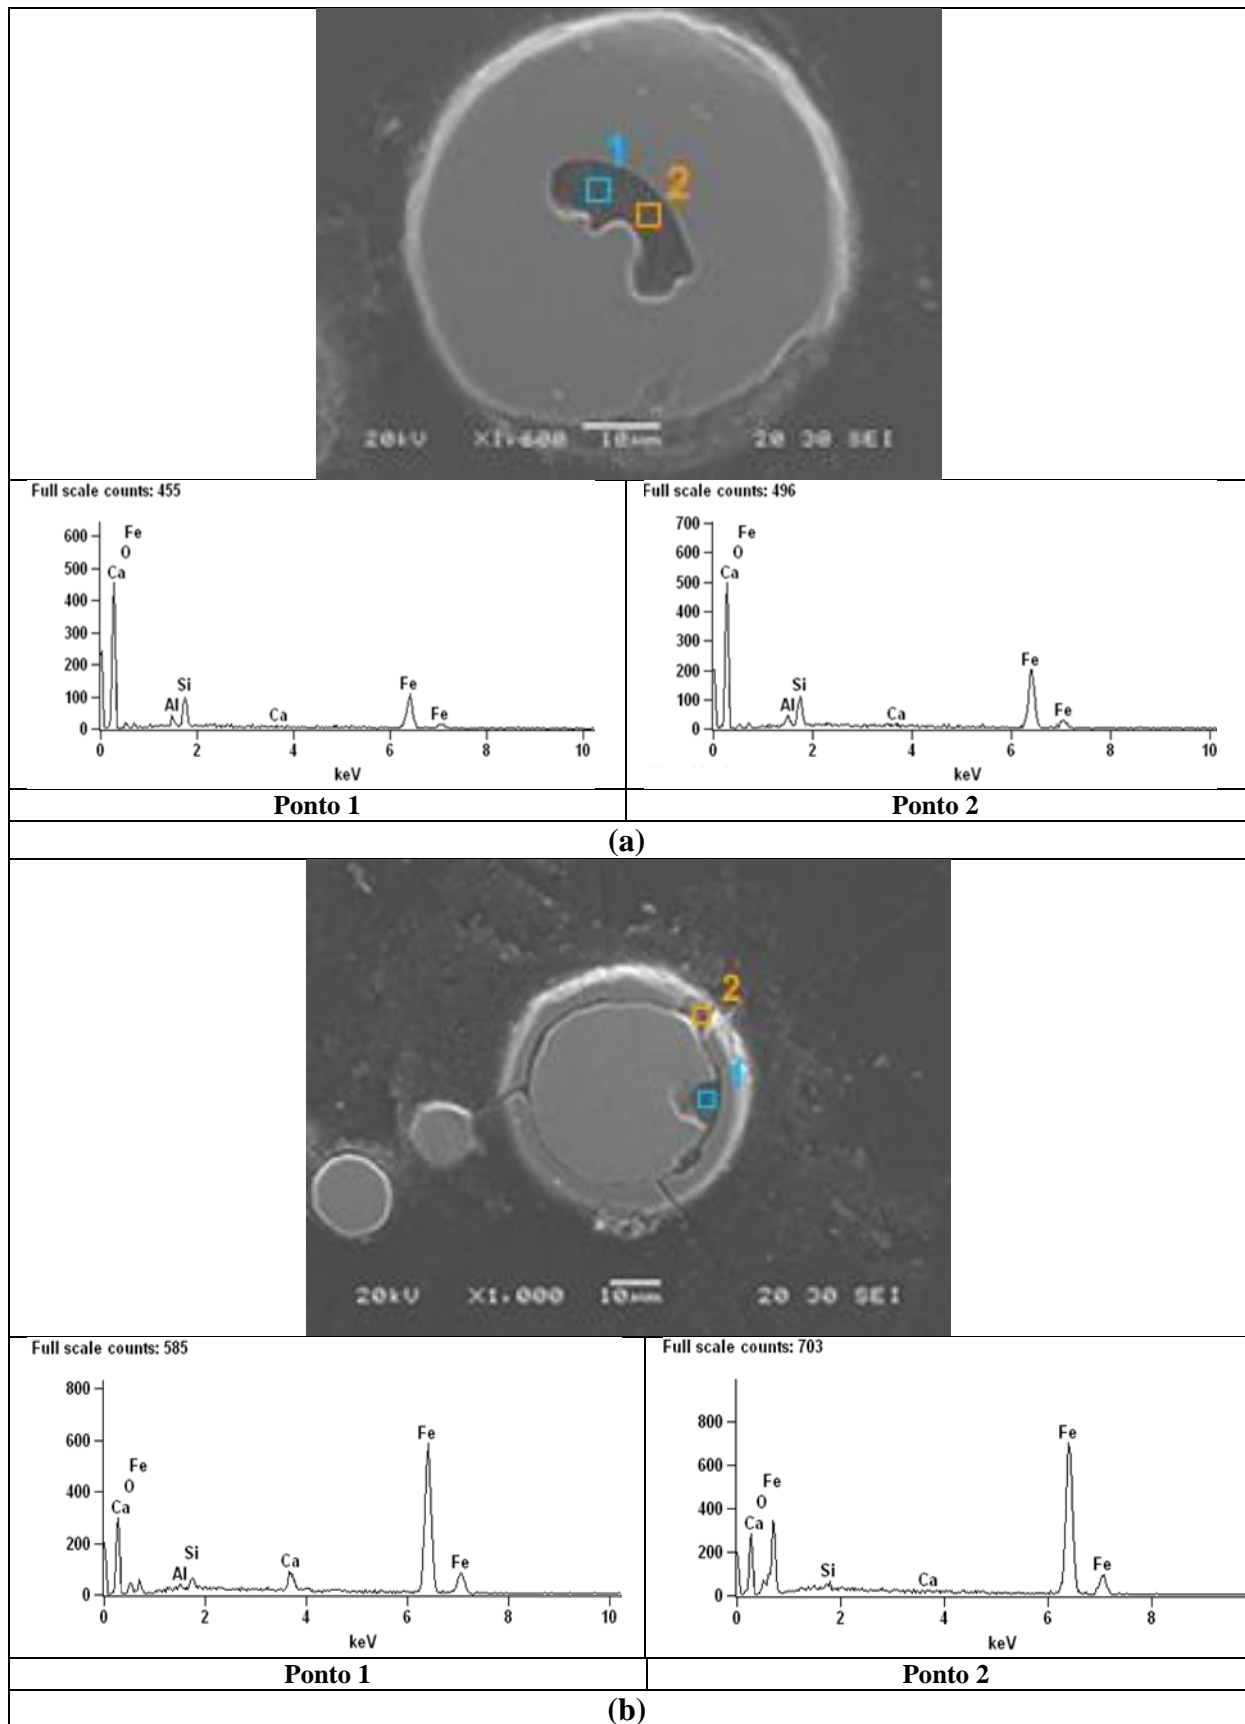 1
2
20kV X1,600 10µm 20 30 SEI
Full scale counts: 455
600
500
400
300
200
100
0
Fe
O
Ca
Al
Si
Ca
Fe
Fe
0 2 4 6 8 10
keV
Full scale counts: 496
700
600
500
400
300
200
100
0
Fe
O
Ca
Al
Si
Ca
Fe
Fe
0 2 4 6 8 10
keV
Ponto 1
Ponto 2
(a)
2
1
20kV X1,000 10µm 20 30 SEI
Full scale counts: 585
800
600
400
200
0
Fe
O
Ca
Al
Si
Ca
Fe
Fe
0 2 4 6 8 10
keV
Full scale counts: 703
800
600
400
200
0
Fe
O
Ca
Si
Ca
Fe
Fe
0 2 4 6 8
keV
Ponto 1
Ponto 2
(b)